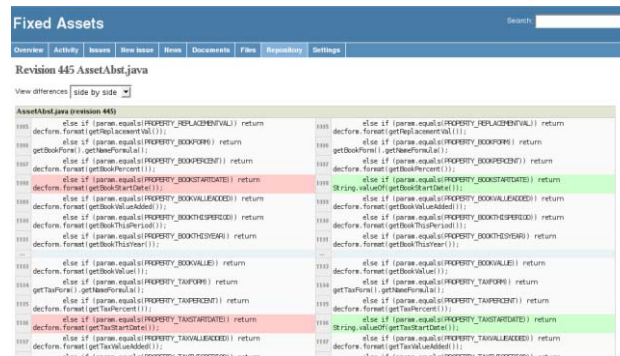 Fixed Assets
Search:
Overview Activity Issues New issue News Documents Files Repository Settings
Revision 445 AssetAbst.java
View differences side by side
AssetAbst.java (revision 445)
else if (param.equals(PROPERTY_REPLACEMENTVAL)) return
decform.format(getReplacementVal());
else if (param.equals(PROPERTY_BOOKFORM)) return
getBookForm().getNameFormula();
else if (param.equals(PROPERTY_BOOKPERCENT)) return
decform.format(getBookPercent());
else if (param.equals(PROPERTY_BOOKSTARTDATE)) return
decform.format(getBookStartDate());
else if (param.equals(PROPERTY_BOOKVALUEADDED)) return
decform.format(getBookValueAdded());
else if (param.equals(PROPERTY_BOOKTHISPERIOD)) return
decform.format(getBookThisPeriod());
else if (param.equals(PROPERTY_BOOKTHISYEAR)) return
decform.format(getBookThisYear());
...
else if (param.equals(PROPERTY_BOOKVALUE)) return
decform.format(getBookValue());
else if (param.equals(PROPERTY_TAXFORM)) return
getTaxForm().getNameFormula();
else if (param.equals(PROPERTY_TAXPERCENT)) return
decform.format(getTaxPercent());
else if (param.equals(PROPERTY_TAXSTARTDATE)) return
decform.format(getTaxStartDate());
else if (param.equals(PROPERTY_TAXVALUEADDED)) return
decform.format(getTaxValueAdded());
else if (param.equals(PROPERTY_REPLACEMENTVAL)) return
decform.format(getReplacementVal());
else if (param.equals(PROPERTY_BOOKFORM)) return
getBookForm().getNameFormula();
else if (param.equals(PROPERTY_BOOKPERCENT)) return
decform.format(getBookPercent());
else if (param.equals(PROPERTY_BOOKSTARTDATE)) return
String.valueOf(getBookStartDate());
else if (param.equals(PROPERTY_BOOKVALUEADDED)) return
decform.format(getBookValueAdded());
else if (param.equals(PROPERTY_BOOKTHISPERIOD)) return
decform.format(getBookThisPeriod());
else if (param.equals(PROPERTY_BOOKTHISYEAR)) return
decform.format(getBookThisYear());
else if (param.equals(PROPERTY_BOOKVALUE)) return
decform.format(getBookValue());
else if (param.equals(PROPERTY_TAXFORM)) return
getTaxForm().getNameFormula();
else if (param.equals(PROPERTY_TAXPERCENT)) return
decform.format(getTaxPercent());
else if (param.equals(PROPERTY_TAXSTARTDATE)) return
String.valueOf(getTaxStartDate());
else if (param.equals(PROPERTY_TAXVALUEADDED)) return
decform.format(getTaxValueAdded());